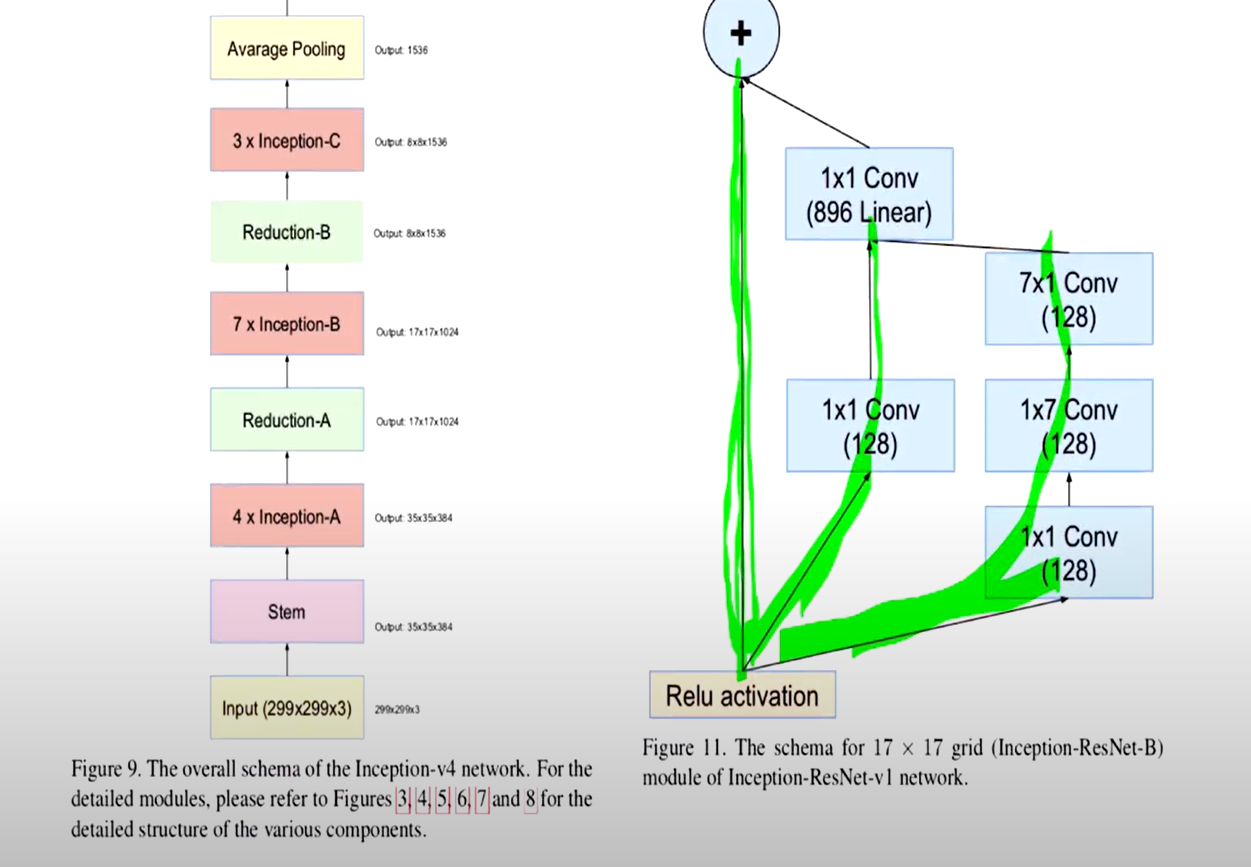 Avarage Pooling
Output: 1536
3 x Inception-C
Output: 8x8x1536
Reduction-B
Output: 8x8x1536
7 x Inception-B
Output: 17x17x1024
Reduction-A
Output: 17x17x1024
4 x Inception-A
Output: 35x35x384
Stem
Output: 35x35x384
Input (299x299x3)
299x299x3
Figure 9. The overall schema of the Inception-v4 network. For the
detailed modules, please refer to Figures 3, 4, 5, 6, 7 and 8 for the
detailed structure of the various components.
+
1x1 Conv
(896 Linear)
7x1 Conv
(128)
1x1 Conv
(128)
1x7 Conv
(128)
1x1 Conv
(128)
Relu activation
Figure 11. The schema for 17 × 17 grid (Inception-ResNet-B)
module of Inception-ResNet-v1 network.